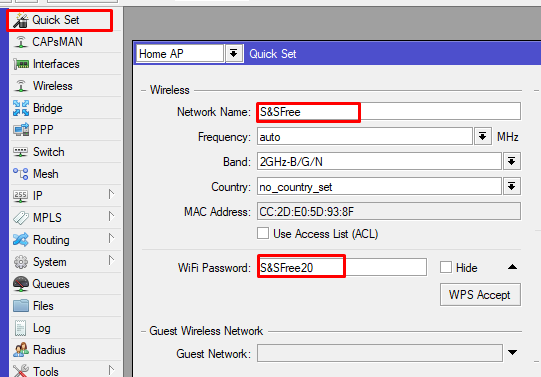 Quick Set
CAPsMAN
Interfaces
Wireless
Bridge
PPP
Switch
Mesh
IP
MPLS
Routing
System
Queues
Files
Log
Radius
Tools
Home AP
Quick Set
Wireless
Network Name: S&SFree
Frequency: auto MHz
Band: 2GHz-B/G/N
Country: no_country_set
MAC Address: CC:2D:E0:5D:93:8F
Use Access List (ACL)
WiFi Password: S&SFree20 Hide
WPS Accept
Guest Wireless Network
Guest Network: